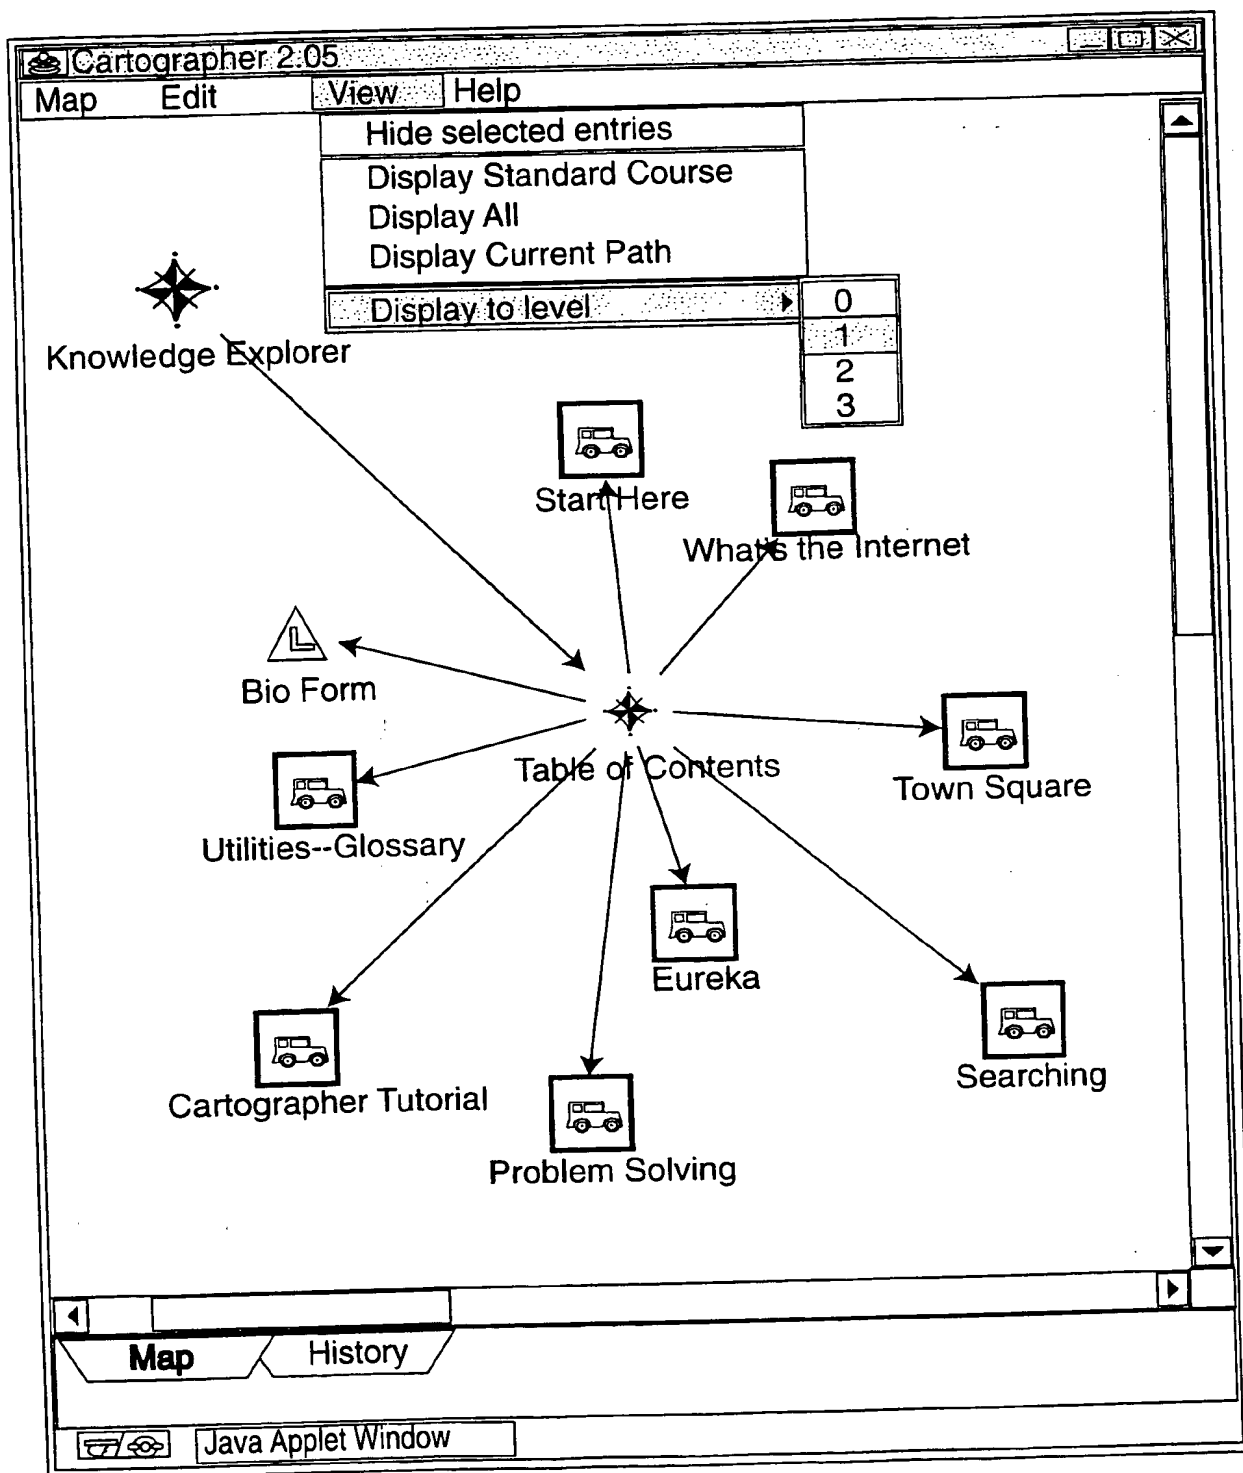 Cartographer 2.05
Map Edit View Help
Hide selected entries
Display Standard Course
Display All
Display Current Path
Display to level
0
1
2
3
Knowledge Explorer
Start Here
What's the Internet
Bio Form
Table of Contents
Town Square
Utilities--Glossary
Eureka
Searching
Cartographer Tutorial
Problem Solving
Map History
Java Applet Window